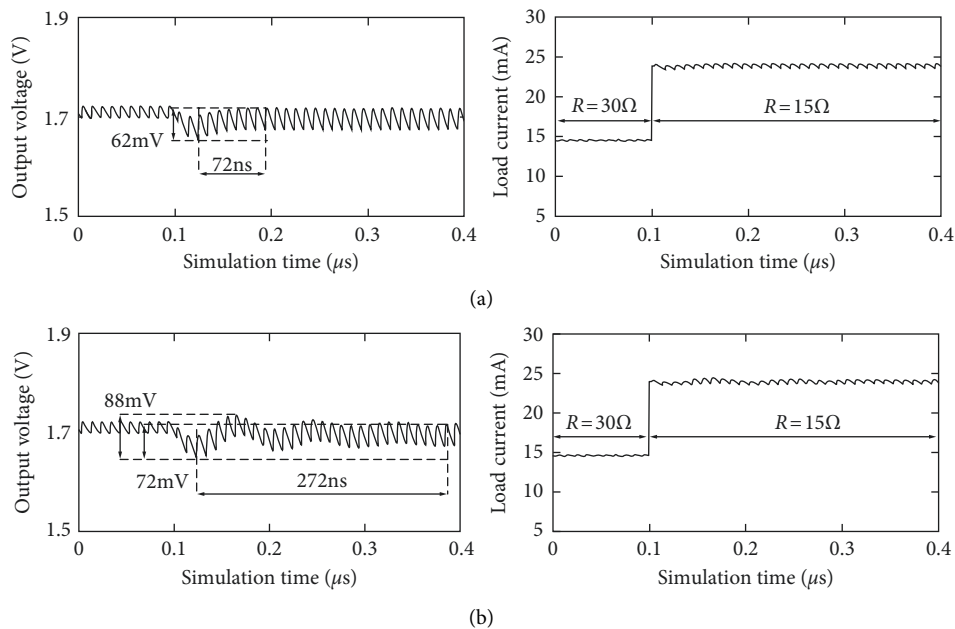 Output voltage (V)
1.9
1.7
1.5
62mV
72ns
0
0.1
0.2
0.3
0.4
Simulation time (μs)
Load current (mA)
30
25
20
15
10
5
R=30Ω
R=15Ω
0
0.1
0.2
0.3
0.4
Simulation time (μs)
(a)
Output voltage (V)
1.9
1.7
1.5
88mV
72mV
272ns
0
0.1
0.2
0.3
0.4
Simulation time (μs)
Load current (mA)
30
25
20
15
10
5
R=30Ω
R=15Ω
0
0.1
0.2
0.3
0.4
Simulation time (μs)
(b)